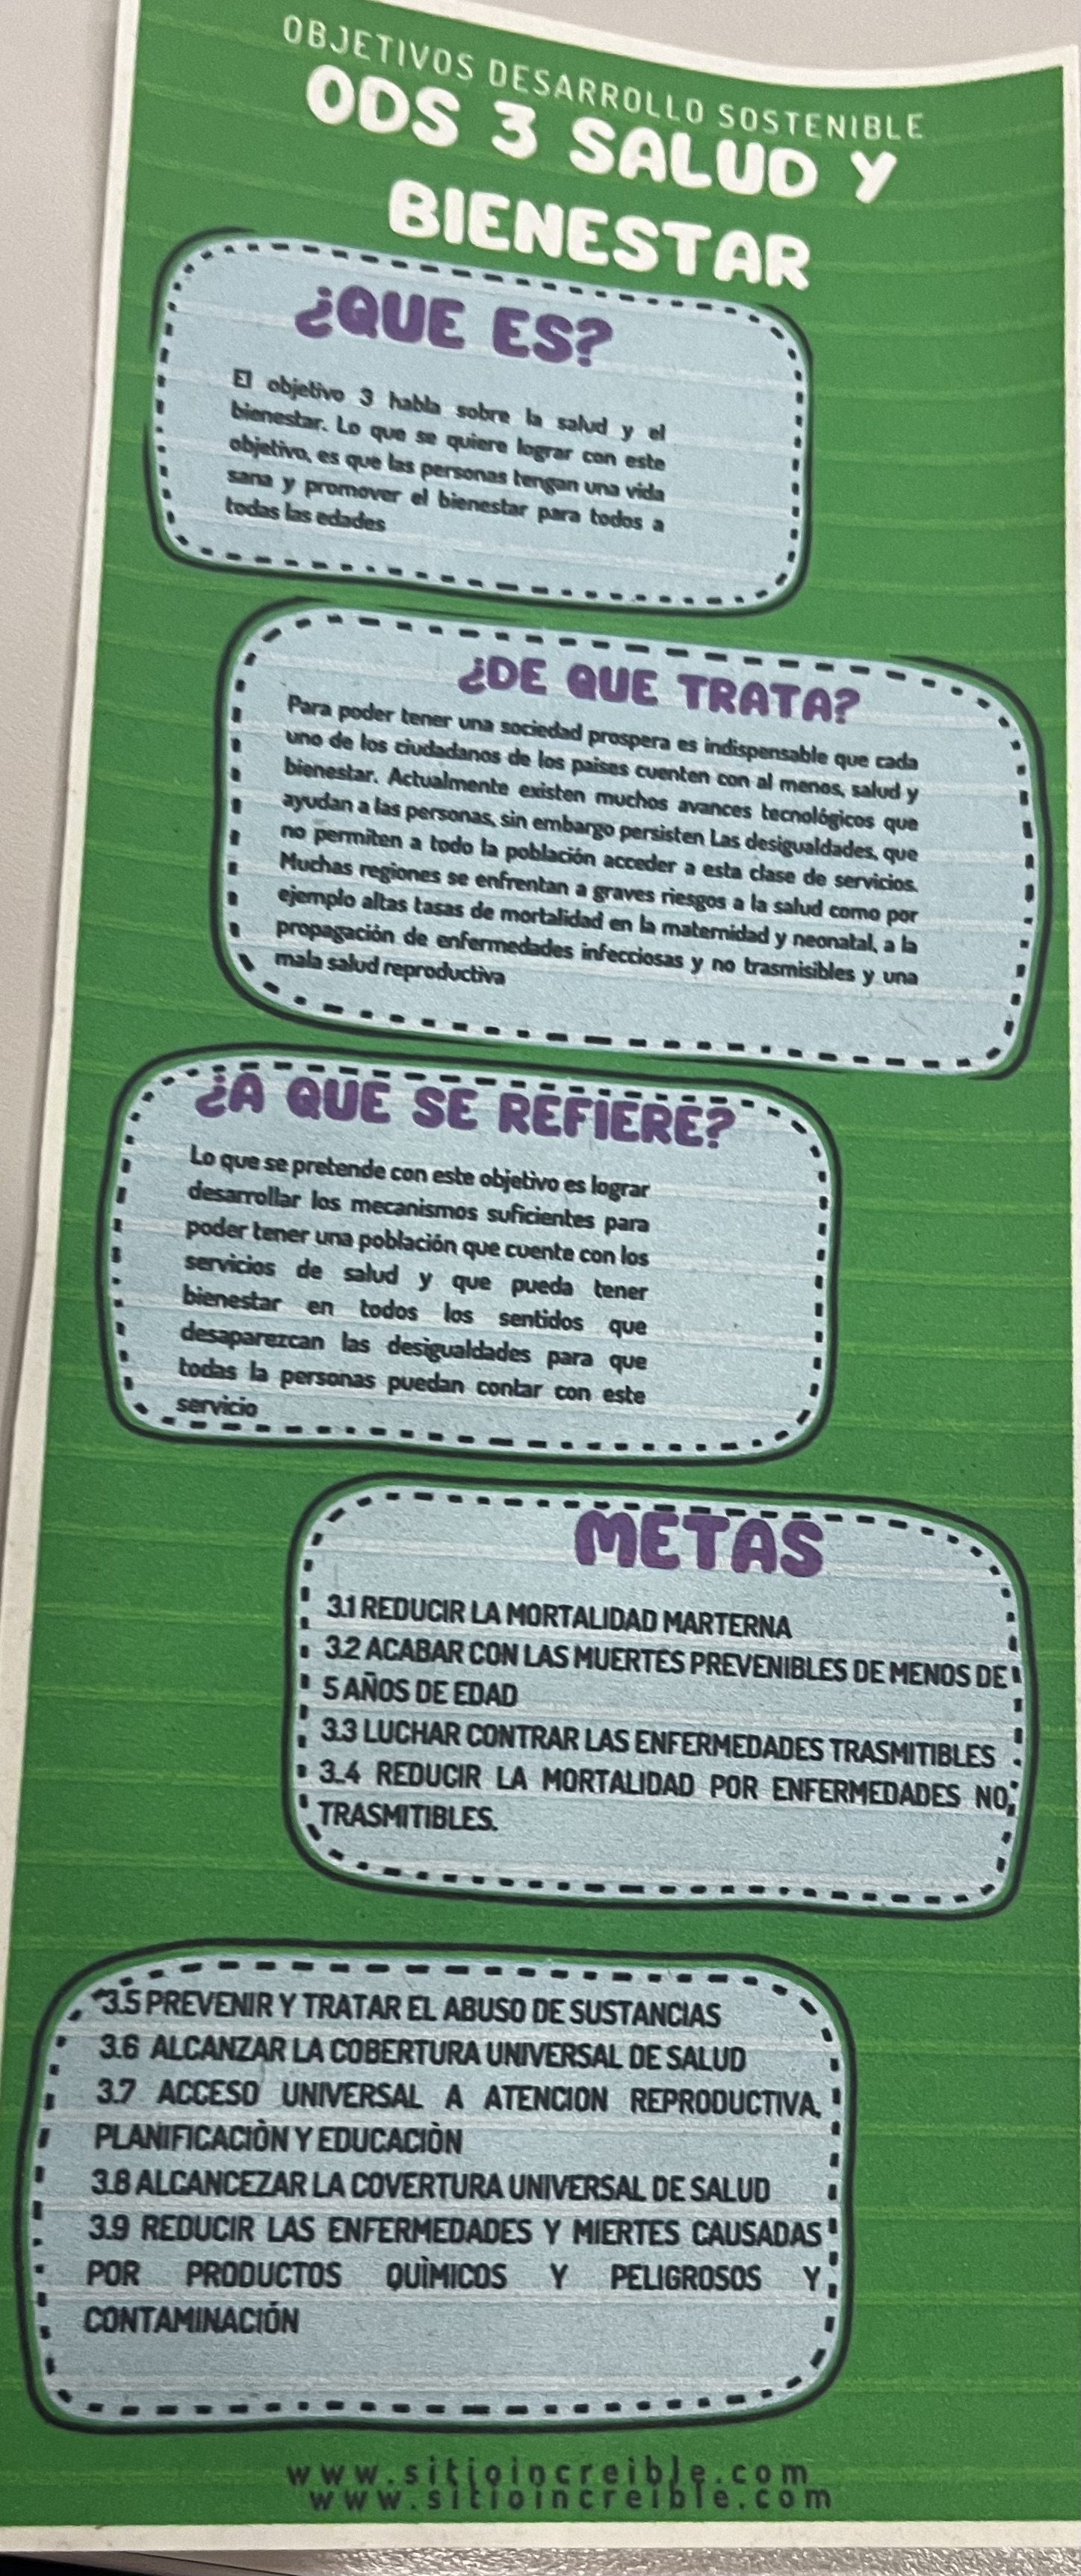 OBJETIVOS DESARROLLO SOSTENIBLE
ODS 3 SALUD Y
BIENESTAR
¿QUE ES?
El objetivo 3 habla sobre la salud y el
bienestar. Lo que se quiere lograr con este
objetivo, es que las personas tengan una vida
sana y promover el bienestar para todos a
todas las edades
¿DE QUE TRATA?
Para poder tener una sociedad prospera es indispensable que cada
uno de los ciudadanos de los paises cuenten con al menos, salud y
bienestar. Actualmente existen muchos avances tecnológicos que
ayudan a las personas, sin embargo persisten Las desigualdades, que
no permiten a todo la población acceder a esta clase de servicios.
Muchas regiones se enfrentan a graves riesgos a la salud como por
ejemplo altas tasas de mortalidad en la maternidad y neonatal, a la
propagación de enfermedades infecciosas y no trasmisibles y una
mala salud reproductiva
¿A QUE SE REFIERE?
Lo que se pretende con este objetivo es lograr
desarrollar los mecanismos suficientes para
poder tener una población que cuente con los
servicios de salud y que pueda tener
bienestar en todos los sentidos que
desaparezcan las desigualdades para que
todas la personas puedan contar con este
servicio
METAS
3.1 REDUCIR LA MORTALIDAD MARTERNA
3.2 ACABAR CON LAS MUERTES PREVENIBLES DE MENOS DE
5 AÑOS DE EDAD
3.3 LUCHAR CONTRAR LAS ENFERMEDADES TRASMITIBLES
3..4 REDUCIR LA MORTALIDAD POR ENFERMEDADES NO
TRASMITIBLES.
3.5 PREVENIR Y TRATAR EL ABUSO DE SUSTANCIAS
3.6 ALCANZAR LA COBERTURA UNIVERSAL DE SALUD
3.7 ACCESO UNIVERSAL A ATENCION REPRODUCTIVA,
PLANIFICACIÒN Y EDUCACIÒN
3.8 ALCANCEZAR LA COVERTURA UNIVERSAL DE SALUD
3.9 REDUCIR LAS ENFERMEDADES Y MIERTES CAUSADAS
POR PRODUCTOS QUÌMICOS Y PELIGROSOS Y
CONTAMINACIÓN
www.sitioincreible.com
www.sitioincreible.com